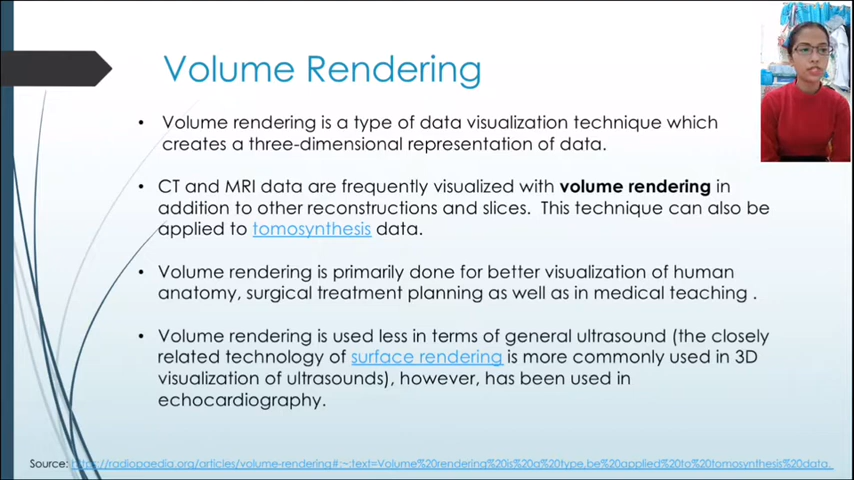 Volume Rendering
• Volume rendering is a type of data visualization technique which
creates a three-dimensional representation of data.
• CT and MRI data are frequently visualized with volume rendering in
addition to other reconstructions and slices. This technique can also be
applied to tomosynthesis data.
• Volume rendering is primarily done for better visualization of human
anatomy, surgical treatment planning as well as in medical teaching .
• Volume rendering is used less in terms of general ultrasound (the closely
related technology of surface rendering is more commonly used in 3D
visualization of ultrasounds), however, has been used in
echocardiography.
Source: https://radiopaedia.org/articles/volume-rendering#:~:text=Volume%20rendering%20is%20a%20type,be%20applied%20to%20tomosynthesis%20data.